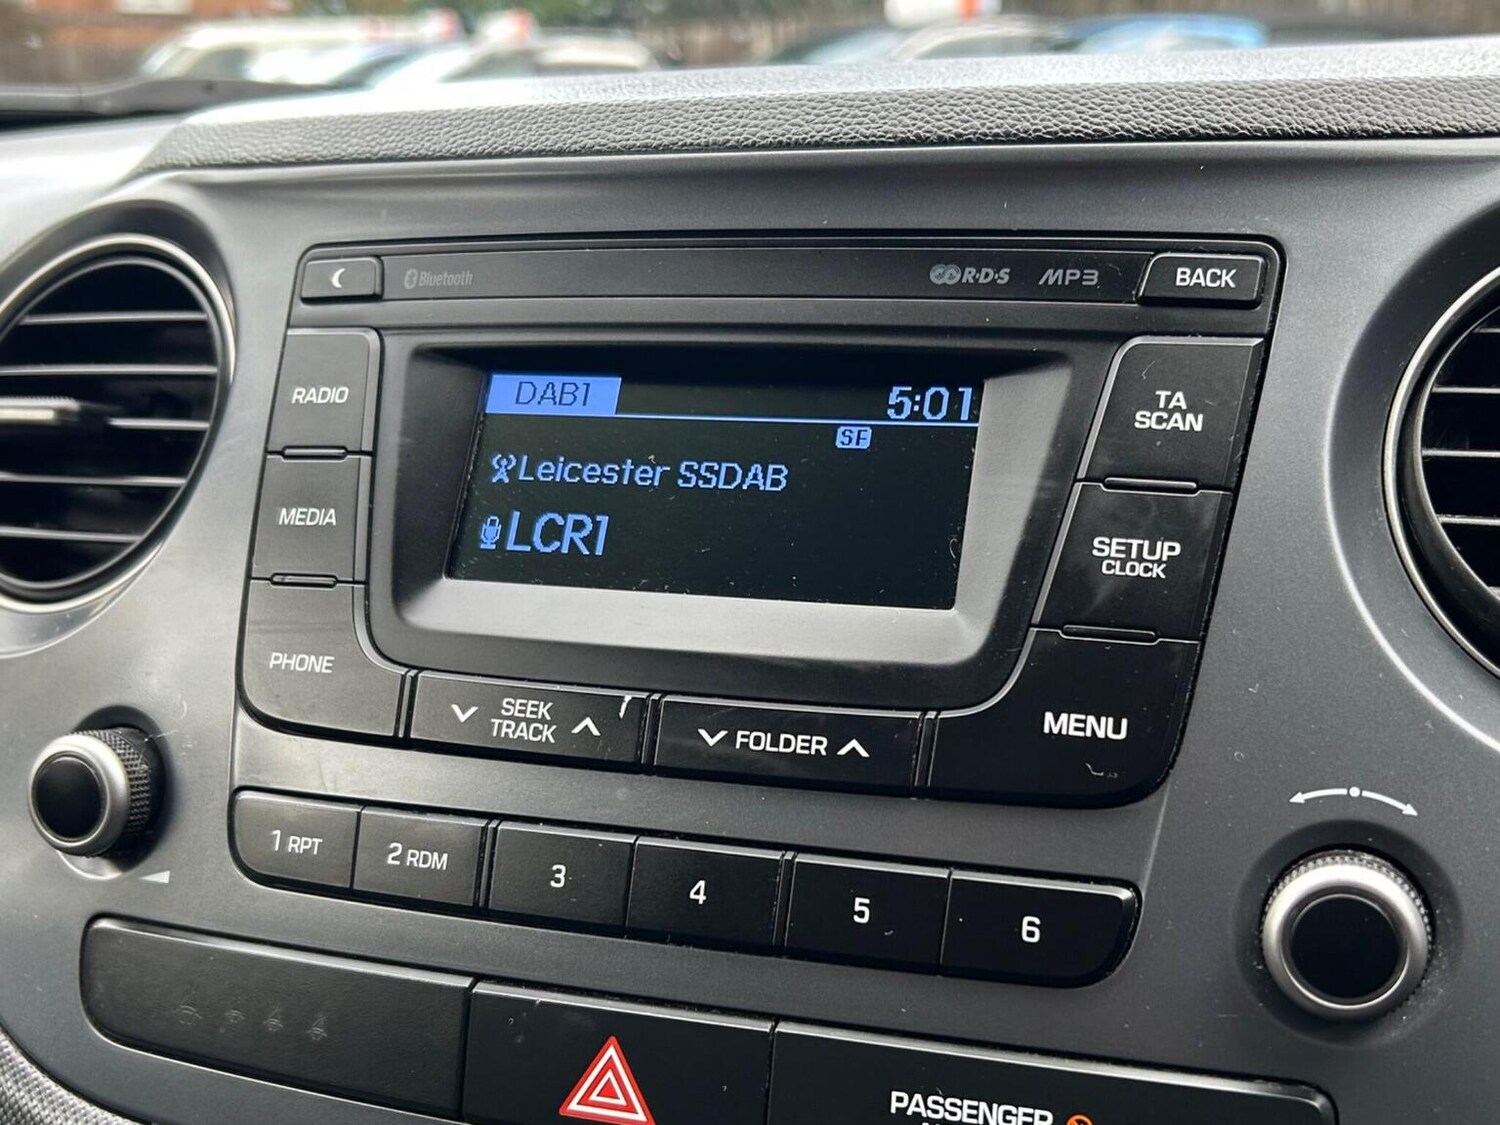 Bluetooth
R·D·S
MP3
BACK
RADIO
MEDIA
PHONE
DAB1
5:01
SF
Leicester SSDAB
LCR1
TA
SCAN
SETUP
CLOCK
MENU
SEEK
TRACK
FOLDER
1 RPT
2 RDM
3
4
5
6
PASSENGER